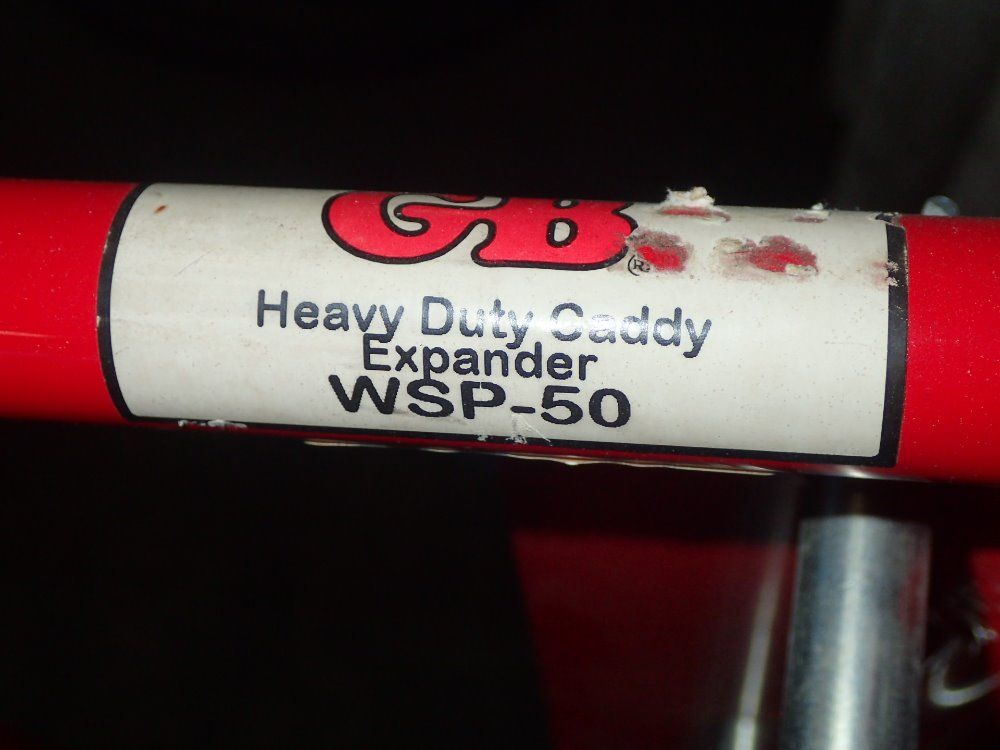 GB®
Heavy Duty Caddy
Expander
WSP-50